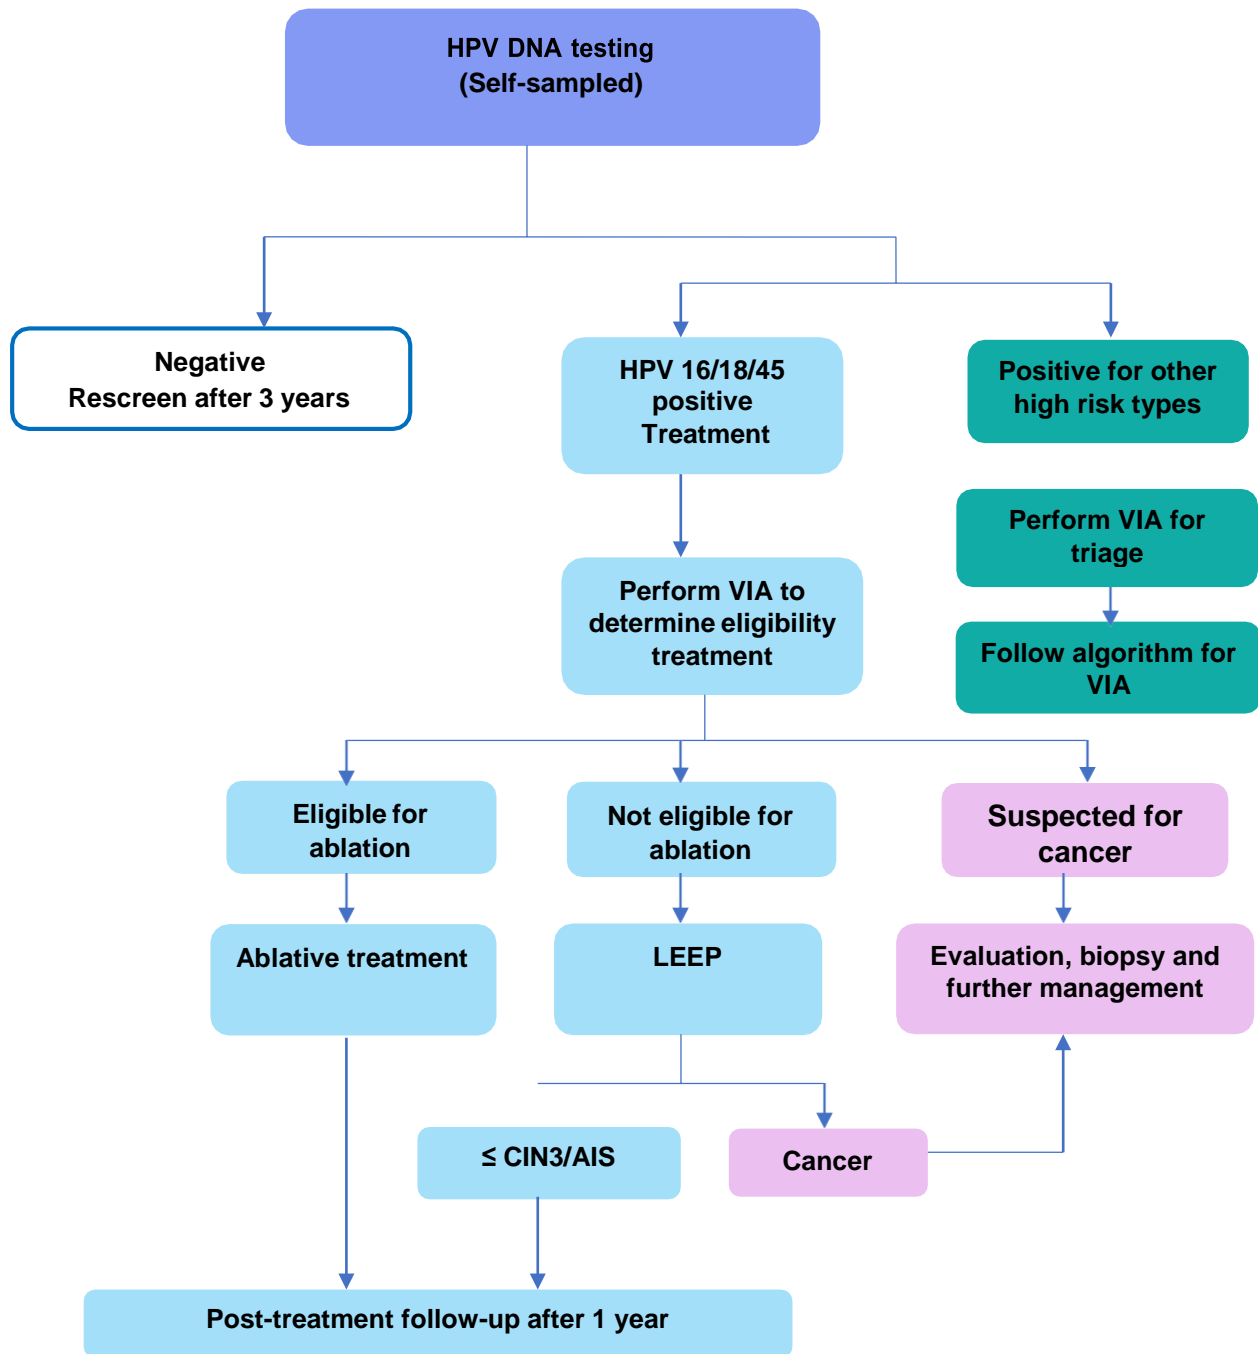 HPV DNA testing
(Self-sampled)
Negative
Rescreen after 3 years
HPV 16/18/45
positive
Treatment
Positive for other
high risk types
Perform VIA for
triage
Perform VIA to
determine eligibility
treatment
Follow algorithm for
VIA
Eligible for
ablation
Not eligible for
ablation
Suspected for
cancer
Ablative treatment
LEEP
Evaluation, biopsy and
further management
≤ CIN3/AIS
Cancer
Post-treatment follow-up after 1 year